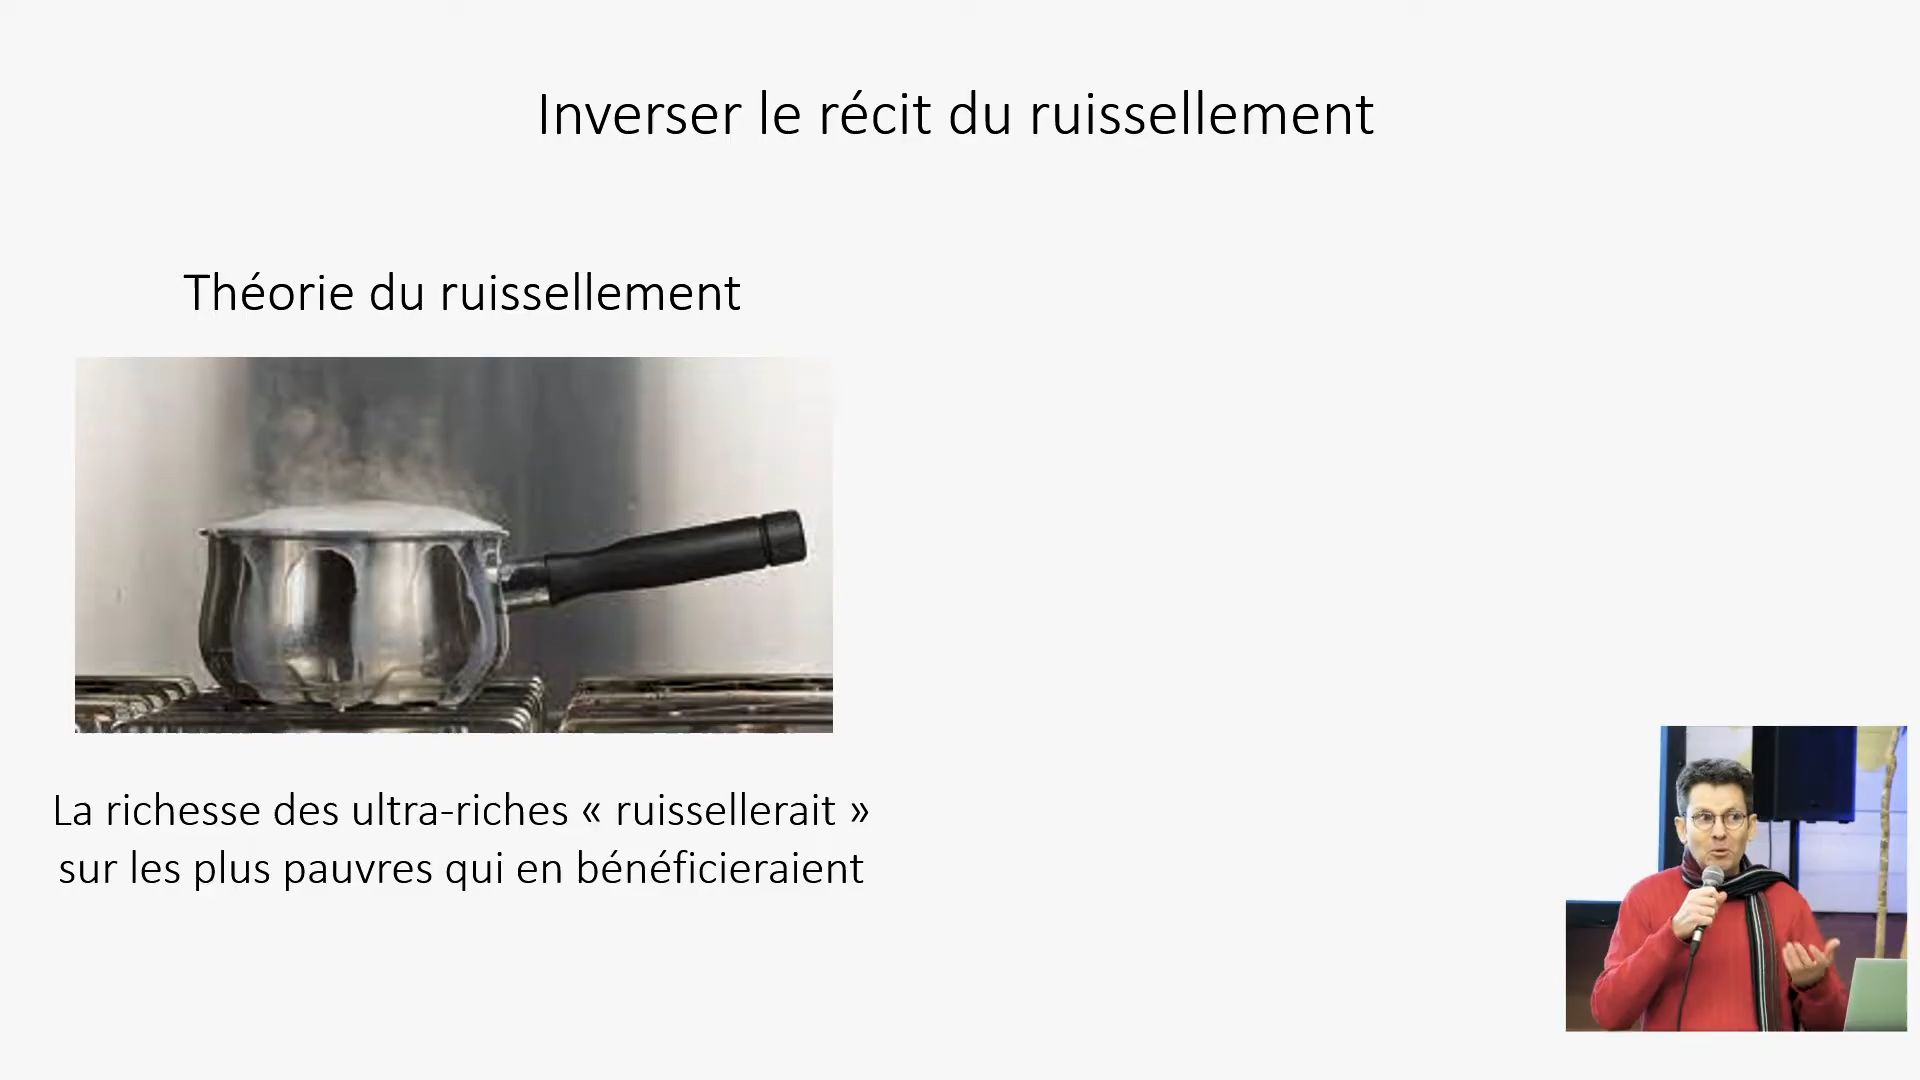 Inverser le récit du ruissellement
Théorie du ruissellement
La richesse des ultra-riches « ruissellerait »
sur les plus pauvres qui en bénéficieraient